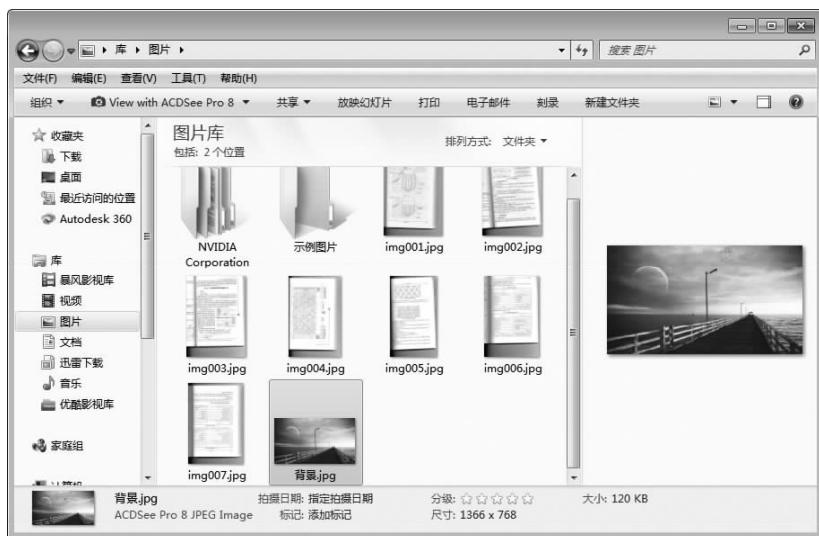 库 图片
搜索 图片
文件(F) 编辑(E) 查看(V) 工具(T) 帮助(H)
组织 View with ACDSee Pro 8 共享 放映幻灯片 打印 电子邮件 刻录 新建文件夹
收藏夹
下载
桌面
最近访问的位置
Autodesk 360
库
暴风影视库
视频
图片
文档
迅雷下载
音乐
优酷影视库
家庭组
图片库
包括: 2 个位置
排列方式: 文件夹
NVIDIA
Corporation
示例图片
img001.jpg
img002.jpg
img003.jpg
img004.jpg
img005.jpg
img006.jpg
img007.jpg
背景.jpg
背景.jpg
ACDSee Pro 8 JPEG Image
拍摄日期: 指定拍摄日期
标记: 添加标记
分级:
尺寸: 1366 x 768
大小: 120 KB